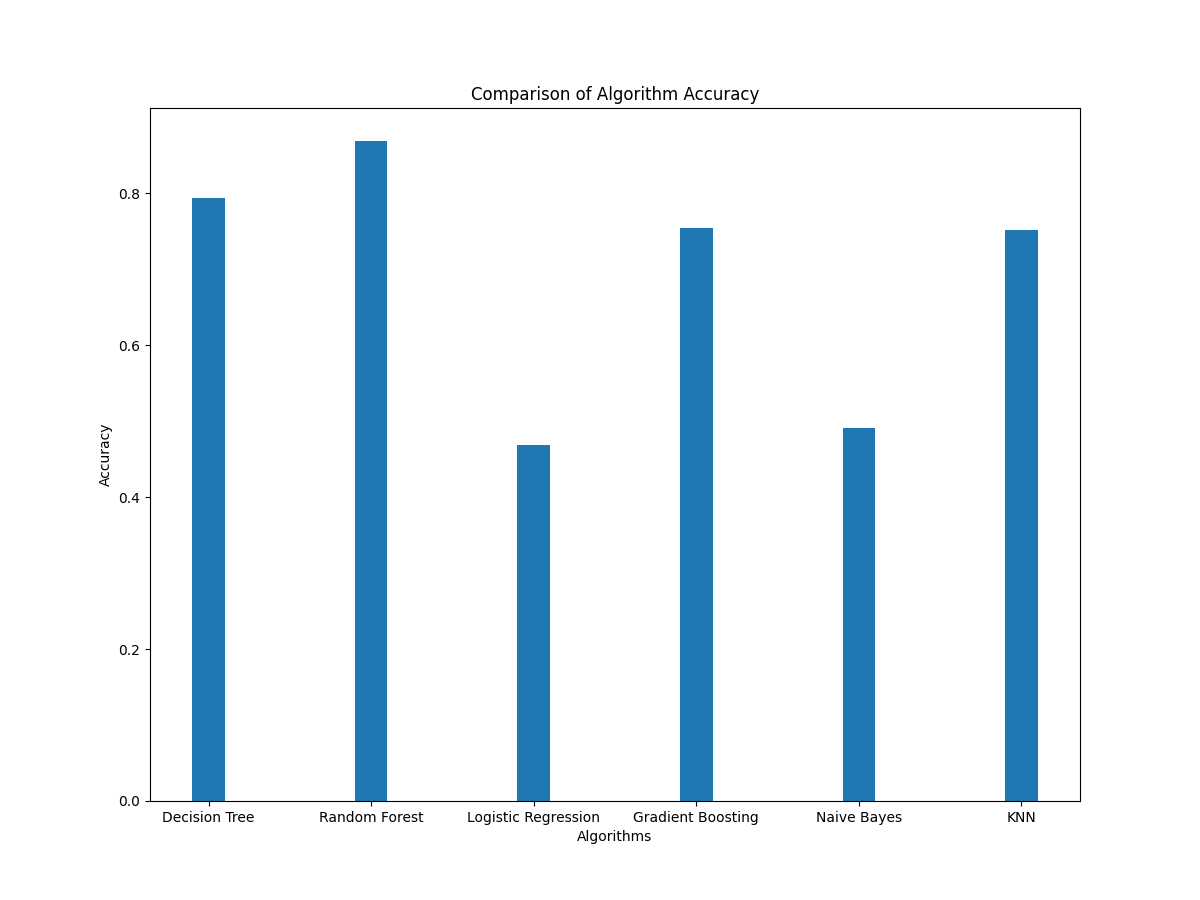 Comparison of Algorithm Accuracy
Accuracy
0.8
0.6
0.4
0.2
0.0
Decision Tree Random Forest Logistic Regression Gradient Boosting Naive Bayes KNN
Algorithms